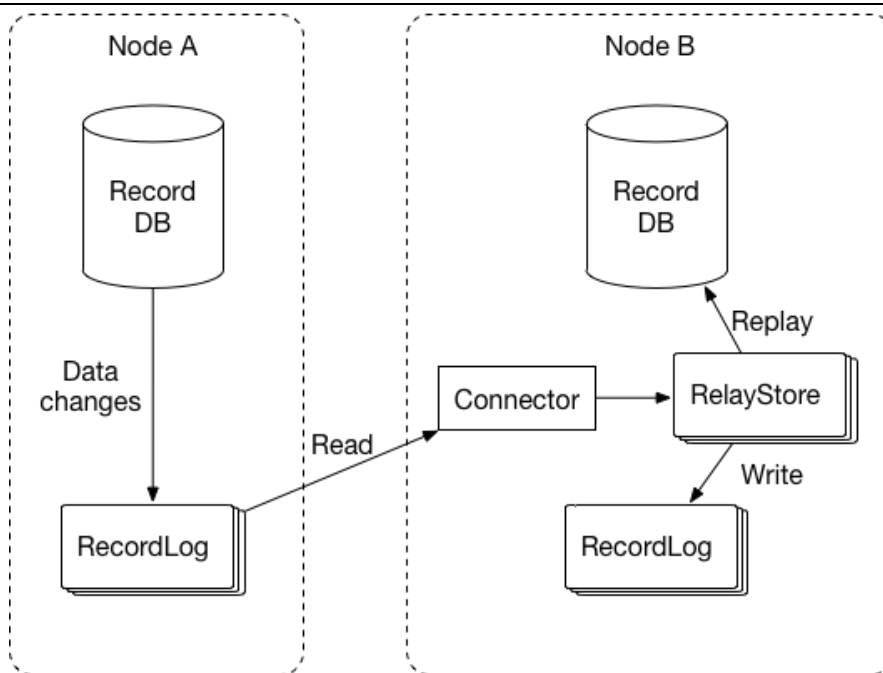 Node A
Record
DB
Data
changes
RecordLog
Read
Node B
Record
DB
Replay
Connector
RelayStore
Write
RecordLog